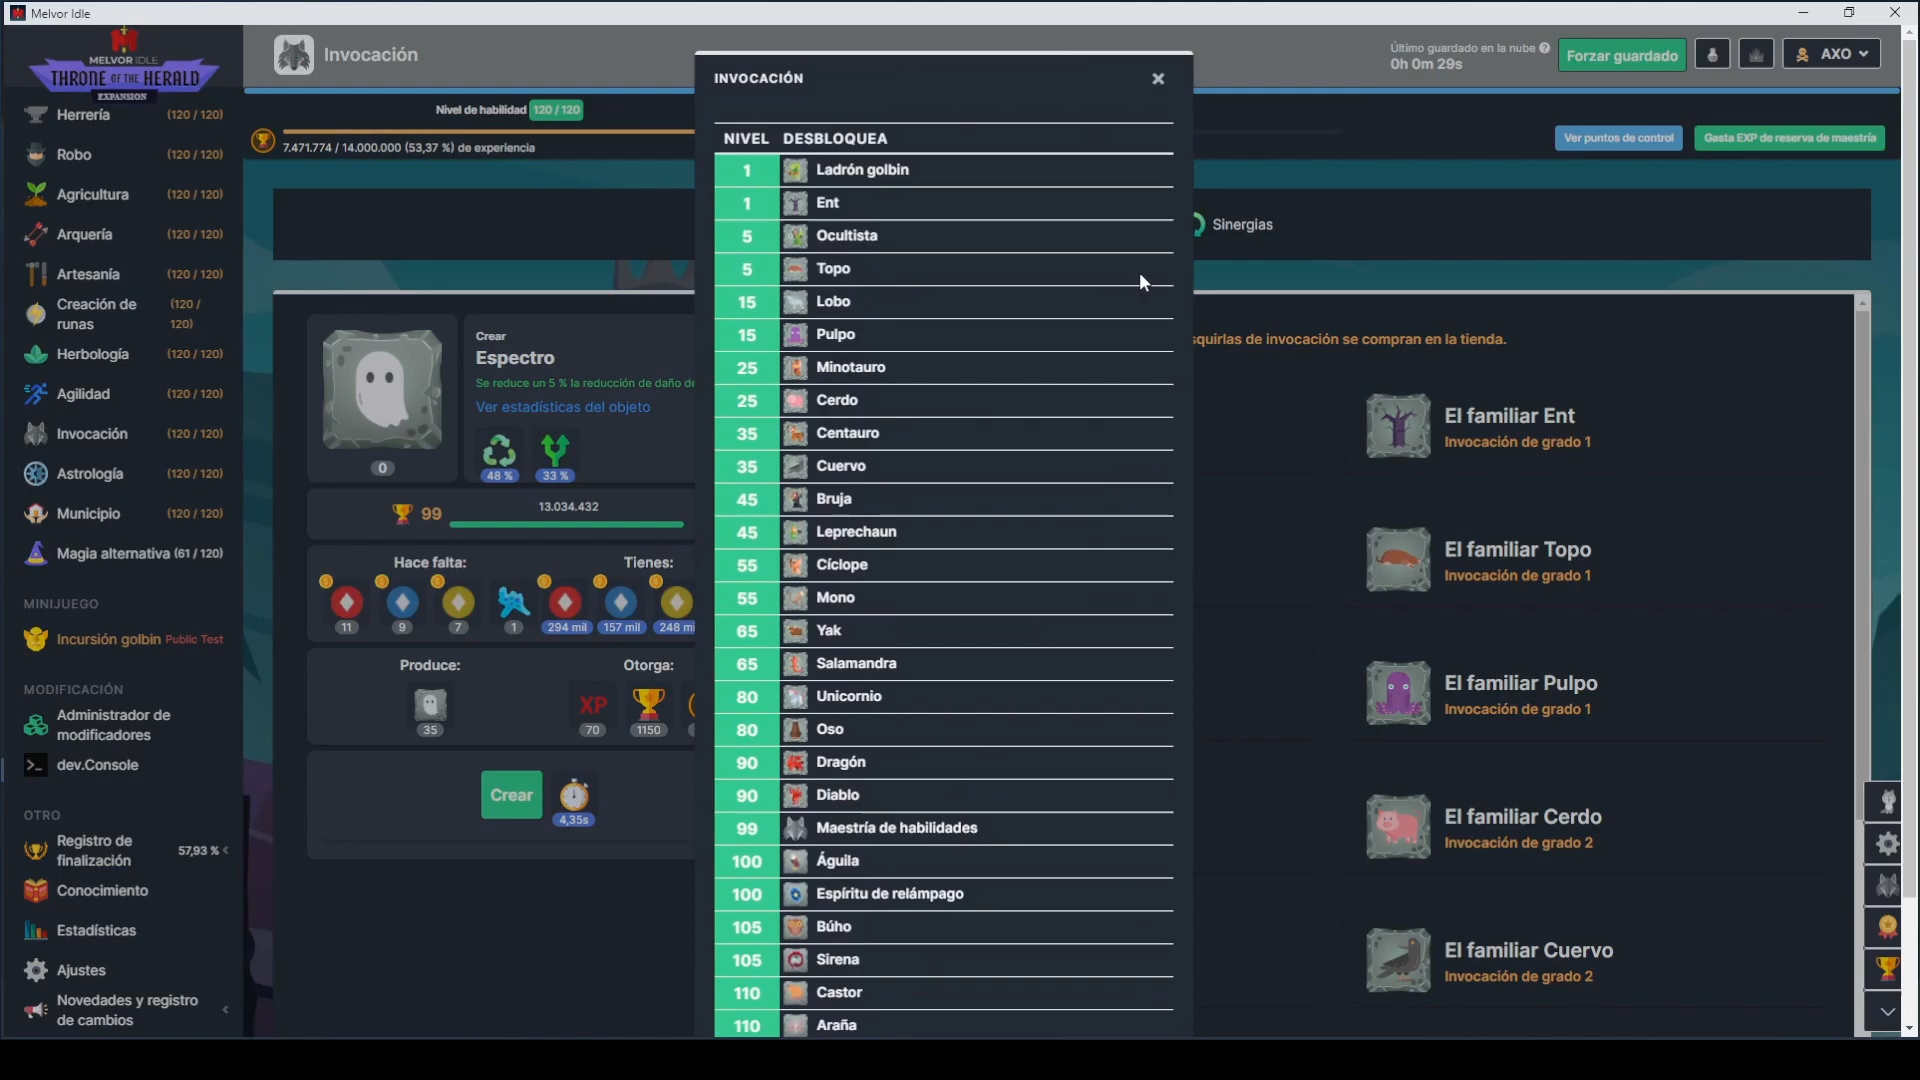 Melvor Idle
MELVOR IDLE
THRONE OF THE HERALD
EXPANSION
Herrería (120 / 120)
Robo (120 / 120)
Agricultura (120 / 120)
Arquería (120 / 120)
Artesanía (120 / 120)
Creación de runas (120 / 120)
Herbología (120 / 120)
Agilidad (120 / 120)
Invocación (120 / 120)
Astrología (120 / 120)
Municipio (120 / 120)
Magia alternativa (61 / 120)
MINIJUEGO
Incursión golbin Public Test
MODIFICACIÓN
Administrador de modificadores
dev.Console
OTRO
Registro de finalización 57,93 %
Conocimiento
Estadísticas
Ajustes
Novedades y registro de cambios
Invocación
Último guardado en la nube
0h 0m 29s
Forzar guardado
AXO
Nivel de habilidad 120 / 120
7.471.774 / 14.000.000 (53,37 %) de experiencia
Ver puntos de control
Gasta EXP de reserva de maestría
Sinergias
Crear
Espectro
Se reduce un 5 % la reducción de daño de
Ver estadísticas del objeto
0
48 %
33 %
99
13.034.432
Hace falta:
Tienes:
11
9
7
1
294 mil
157 mil
248 mi
Produce:
Otorga:
35
XP
70
1150
Crear
4,35s
INVOCACIÓN
NIVEL DESBLOQUEA
1 Ladrón golbin
1 Ent
5 Ocultista
5 Topo
15 Lobo
15 Pulpo
25 Minotauro
25 Cerdo
35 Centauro
35 Cuervo
45 Bruja
45 Leprechaun
55 Cíclope
55 Mono
65 Yak
65 Salamandra
80 Unicornio
80 Oso
90 Dragón
90 Diablo
99 Maestría de habilidades
100 Águila
100 Espíritu de relámpago
105 Búho
105 Sirena
110 Castor
110 Araña
squirlas de invocación se compran en la tienda.
El familiar Ent
Invocación de grado 1
El familiar Topo
Invocación de grado 1
El familiar Pulpo
Invocación de grado 1
El familiar Cerdo
Invocación de grado 2
El familiar Cuervo
Invocación de grado 2